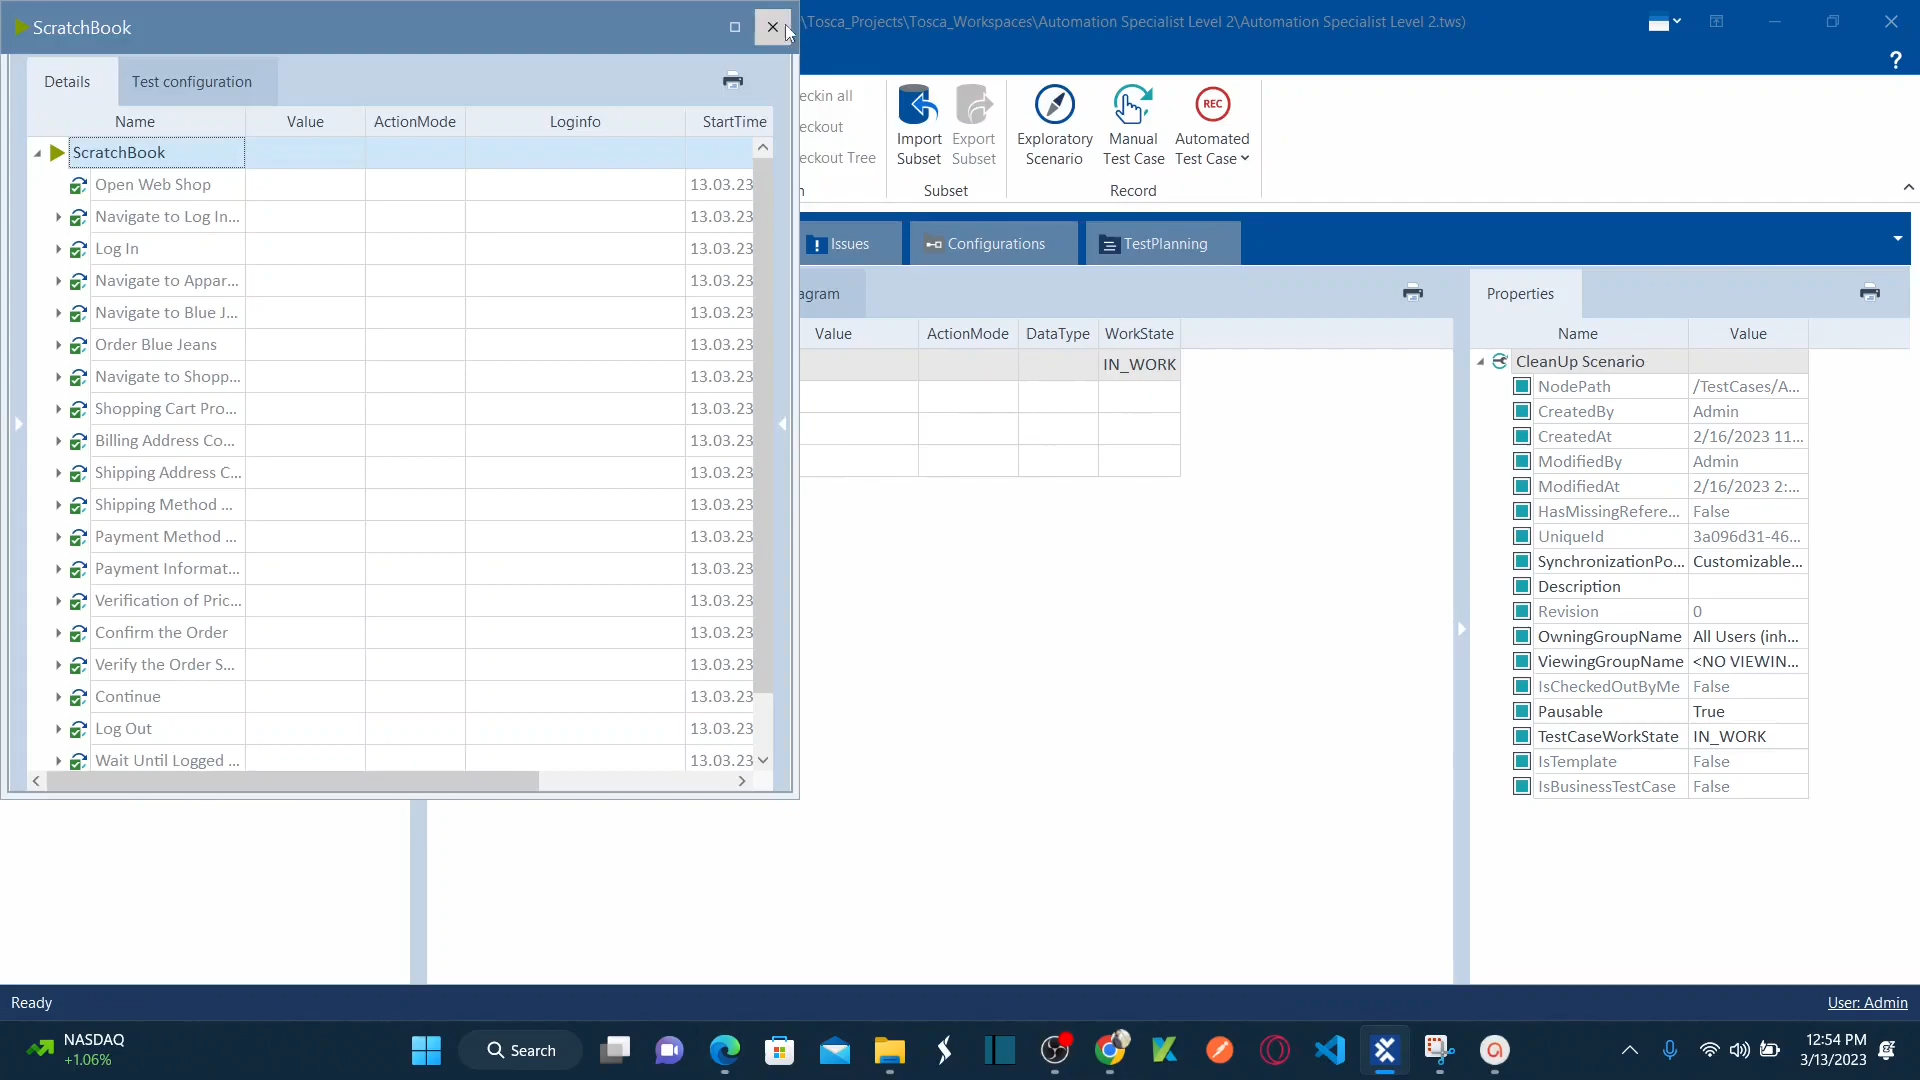 ScratchBook
\Tosca_Projects\Tosca_Workspaces\Automation Specialist Level 2\Automation Specialist Level 2.tws)
?
Details
Test configuration
Name
Value
ActionMode
Loginfo
StartTime
ScratchBook
Open Web Shop
13.03.23
Navigate to Log In...
13.03.23
Log In
13.03.23
Navigate to Appar...
13.03.23
Navigate to Blue J...
13.03.23
Order Blue Jeans
13.03.23
Navigate to Shopp...
13.03.23
Shopping Cart Pro...
13.03.23
Billing Address Co...
13.03.23
Shipping Address C...
13.03.23
Shipping Method ...
13.03.23
Payment Method ...
13.03.23
Payment Informat...
13.03.23
Verification of Pric...
13.03.23
Confirm the Order
13.03.23
Verify the Order S...
13.03.23
Continue
13.03.23
Log Out
13.03.23
Wait Until Logged ...
13.03.23
eckin all
eckout
eckout Tree
n
Import
Subset
Export
Subset
Subset
Exploratory
Scenario
Manual
Test Case
REC
Automated
Test Case
Record
Issues
Configurations
TestPlanning
agram
Value
ActionMode
DataType
WorkState
IN_WORK
Properties
Name
Value
CleanUp Scenario
NodePath
/TestCases/A...
CreatedBy
Admin
CreatedAt
2/16/2023 11...
ModifiedBy
Admin
ModifiedAt
2/16/2023 2:...
HasMissingRefere...
False
UniqueId
3a096d31-46...
SynchronizationPo...
Customizable...
Description
Revision
0
OwningGroupName
All Users (inh...
ViewingGroupName
<NO VIEWIN...
IsCheckedOutByMe
False
Pausable
True
TestCaseWorkState
IN_WORK
IsTemplate
False
IsBusinessTestCase
False
Ready
User: Admin
NASDAQ
+1.06%
Search
12:54 PM
3/13/2023